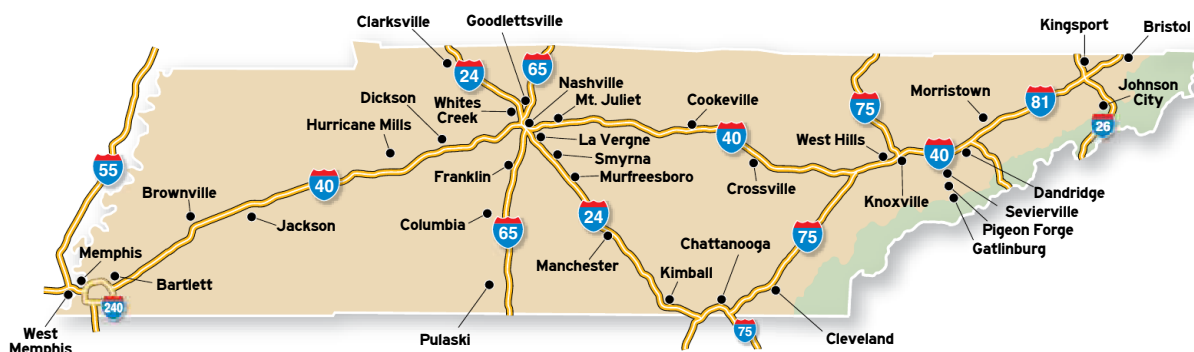 Clarksville
Goodlettsville
Kingsport
Bristol
24
65
Nashville
Mt. Juliet
Whites
Creek
Dickson
Hurricane Mills
Cookeville
La Vergne
Smyrna
Murfreesboro
Franklin
40
75
West Hills
Morristown
81
Johnson
City
26
40
Crossville
Knoxville
Dandridge
Sevierville
Pigeon Forge
Gatlinburg
55
Brownville
40
Jackson
Columbia
65
24
Manchester
Chattanooga
75
Kimball
Memphis
Bartlett
240
West
Memphis
Pulaski
75
Cleveland